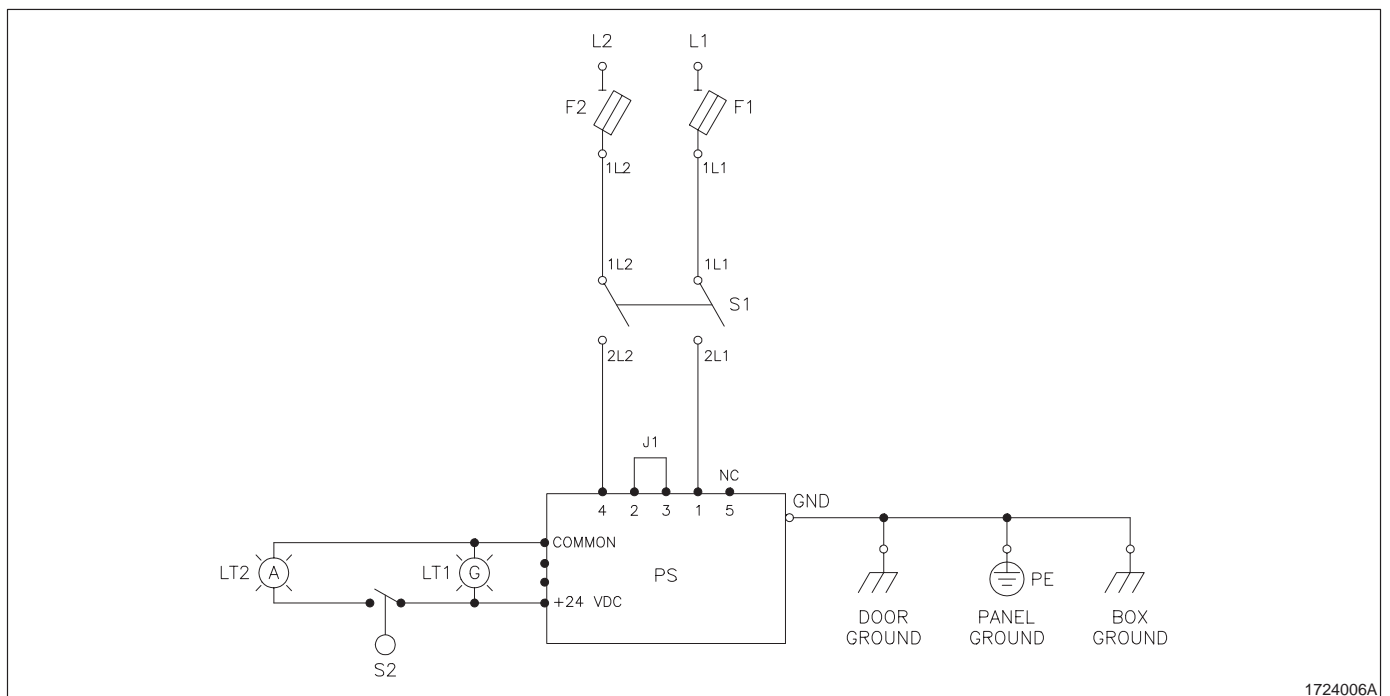 L2 L1
F2 F1
1L2 1L1
1L2 1L1
S1
2L2 2L1
J1
NC
GND
4 2 3 1 5
COMMON
LT2 A LT1 G PS PE
+24 VDC
DOOR GROUND
PANEL GROUND
BOX GROUND
S2
1724006A